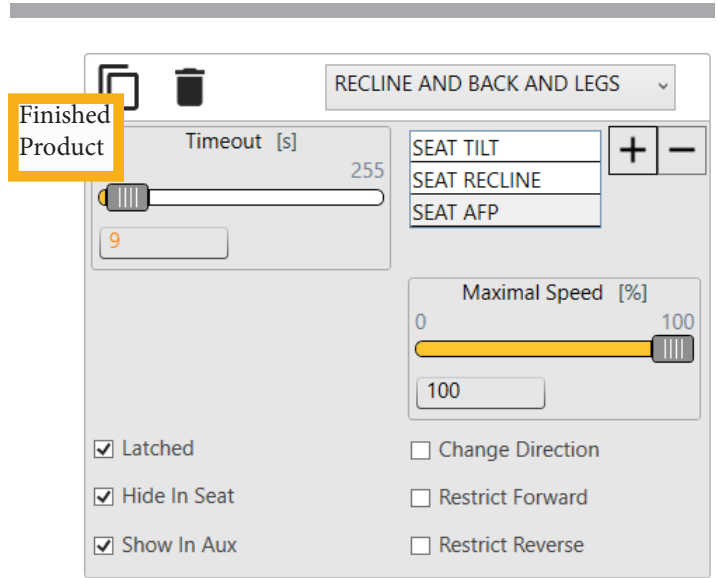 RECLINE AND BACK AND LEGS
Finished
Product
Timeout [s]
255
9
SEAT TILT
SEAT RECLINE
SEAT AFP
+ −
Maximal Speed [%]
0 100
100
Latched
Change Direction
Hide In Seat
Restrict Forward
Show In Aux
Restrict Reverse